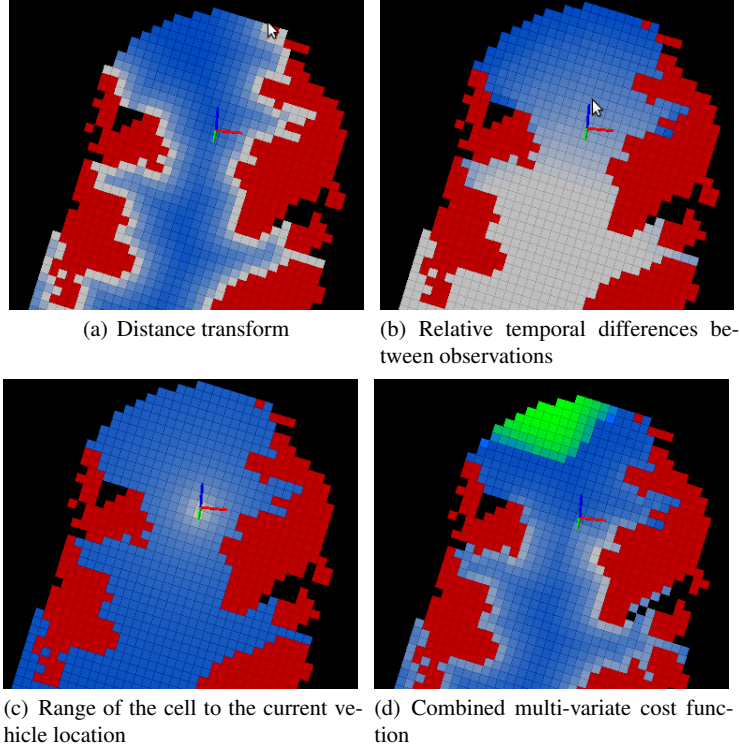 (a) Distance transform
(b) Relative temporal differences be-
tween observations
(c) Range of the cell to the current ve-
hicle location
(d) Combined multi-variate cost func-
tion